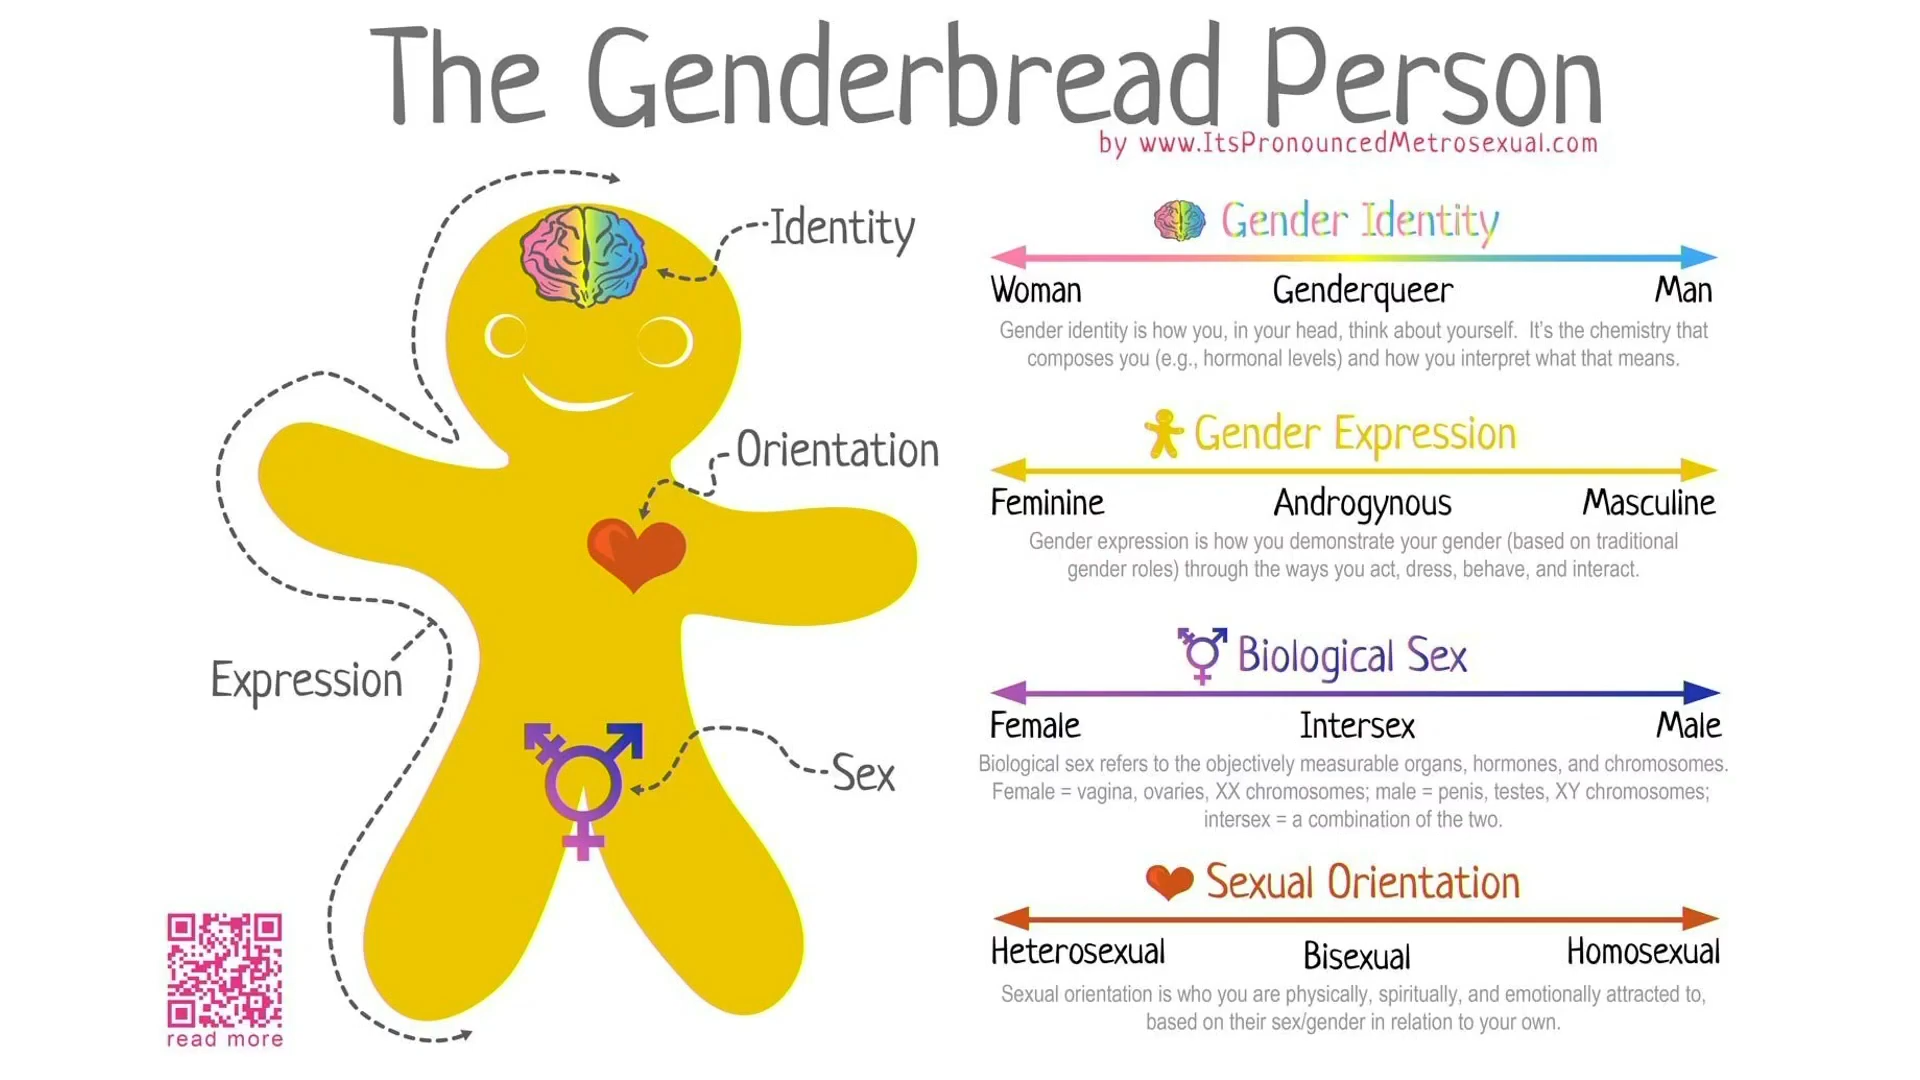 The Genderbread Person
by www.ItsPronouncedMetrosexual.com
Identity
Orientation
Expression
Sex
read more
Gender Identity
Woman Genderqueer Man
Gender identity is how you, in your head, think about yourself. It's the chemistry that
composes you (e.g., hormonal levels) and how you interpret what that means.
Gender Expression
Feminine Androgynous Masculine
Gender expression is how you demonstrate your gender (based on traditional
gender roles) through the ways you act, dress, behave, and interact.
Biological Sex
Female Intersex Male
Biological sex refers to the objectively measurable organs, hormones, and chromosomes.
Female = vagina, ovaries, XX chromosomes; male = penis, testes, XY chromosomes;
intersex = a combination of the two.
Sexual Orientation
Heterosexual Bisexual Homosexual
Sexual orientation is who you are physically, spiritually, and emotionally attracted to,
based on their sex/gender in relation to your own.